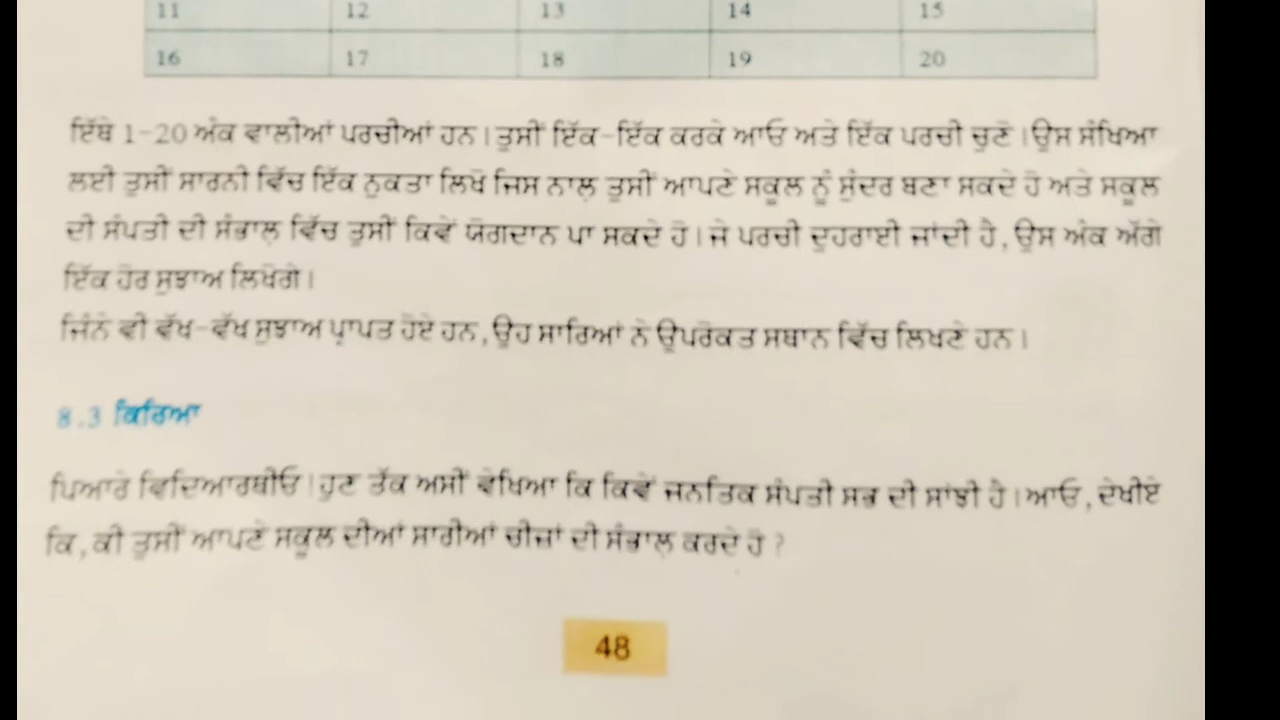 11 12 13 14 15
16 17 18 19 20
ਇੱਥੇ 1-20 ਅੰਕ ਵਾਲੀਆਂ ਪਰਚੀਆਂ ਹਨ। ਤੁਸੀਂ ਇੱਕ-ਇੱਕ ਕਰਕੇ ਆਓ ਅਤੇ ਇੱਕ ਪਰਚੀ ਚੁਣੋ। ਉਸ ਸੰਖਿਆ
ਲਈ ਤੁਸੀਂ ਸਾਰਨੀ ਵਿੱਚ ਇੱਕ ਨੁਕਤਾ ਲਿਖੋ ਜਿਸ ਨਾਲ਼ ਤੁਸੀਂ ਆਪਣੇ ਸਕੂਲ ਨੂੰ ਸੁੰਦਰ ਬਣਾ ਸਕਦੇ ਹੋ ਅਤੇ ਸਕੂਲ
ਦੀ ਸੰਪਤੀ ਦੀ ਸੰਭਾਲ਼ ਵਿੱਚ ਤੁਸੀਂ ਕਿਵੇਂ ਯੋਗਦਾਨ ਪਾ ਸਕਦੇ ਹੋ। ਜੇ ਪਰਚੀ ਦੁਹਰਾਈ ਜਾਂਦੀ ਹੈ, ਉਸ ਅੰਕ ਅੱਗੇ
ਇੱਕ ਹੋਰ ਸੁਝਾਅ ਲਿਖੋਗੇ।
ਜਿੰਨੇ ਵੀ ਵੱਖ-ਵੱਖ ਸੁਝਾਅ ਪ੍ਰਾਪਤ ਹੋਏ ਹਨ, ਉਹ ਸਾਰਿਆਂ ਨੇ ਉਪਰੋਕਤ ਸਥਾਨ ਵਿੱਚ ਲਿਖਣੇ ਹਨ।
8.3 ਕਿਰਿਆ
ਪਿਆਰੇ ਵਿਦਿਆਰਥੀਓ। ਹੁਣ ਤੱਕ ਅਸੀਂ ਵੇਖਿਆ ਕਿ ਕਿਵੇਂ ਜਨਤਿਕ ਸੰਪਤੀ ਸਭ ਦੀ ਸਾਂਝੀ ਹੈ। ਆਓ, ਦੇਖੀਏ
ਕਿ, ਕੀ ਤੁਸੀਂ ਆਪਣੇ ਸਕੂਲ ਦੀਆਂ ਸਾਰੀਆਂ ਚੀਜ਼ਾਂ ਦੀ ਸੰਭਾਲ਼ ਕਰਦੇ ਹੋ?
48